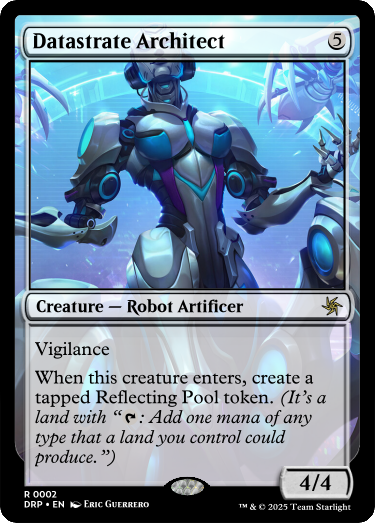 Datastrate Architect 5
Creature — Robot Artificer
Vigilance
When this creature enters, create a
tapped Reflecting Pool token. (It's a
land with “: Add one mana of any
type that a land you control could
produce.”)
4/4
R 0002
DRP • EN Eric Guerrero
™ & © 2025 Team Starlight